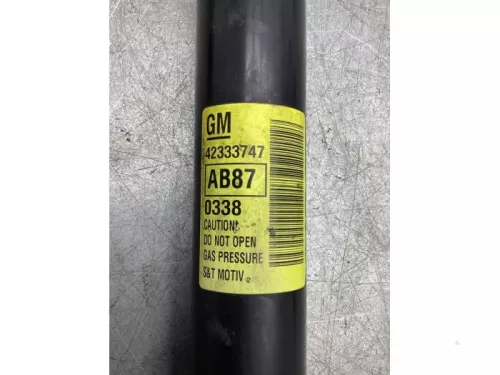 GM
42333747
AB87
0338
CAUTION!
DO NOT OPEN
GAS PRESSURE
S&T MOTIV